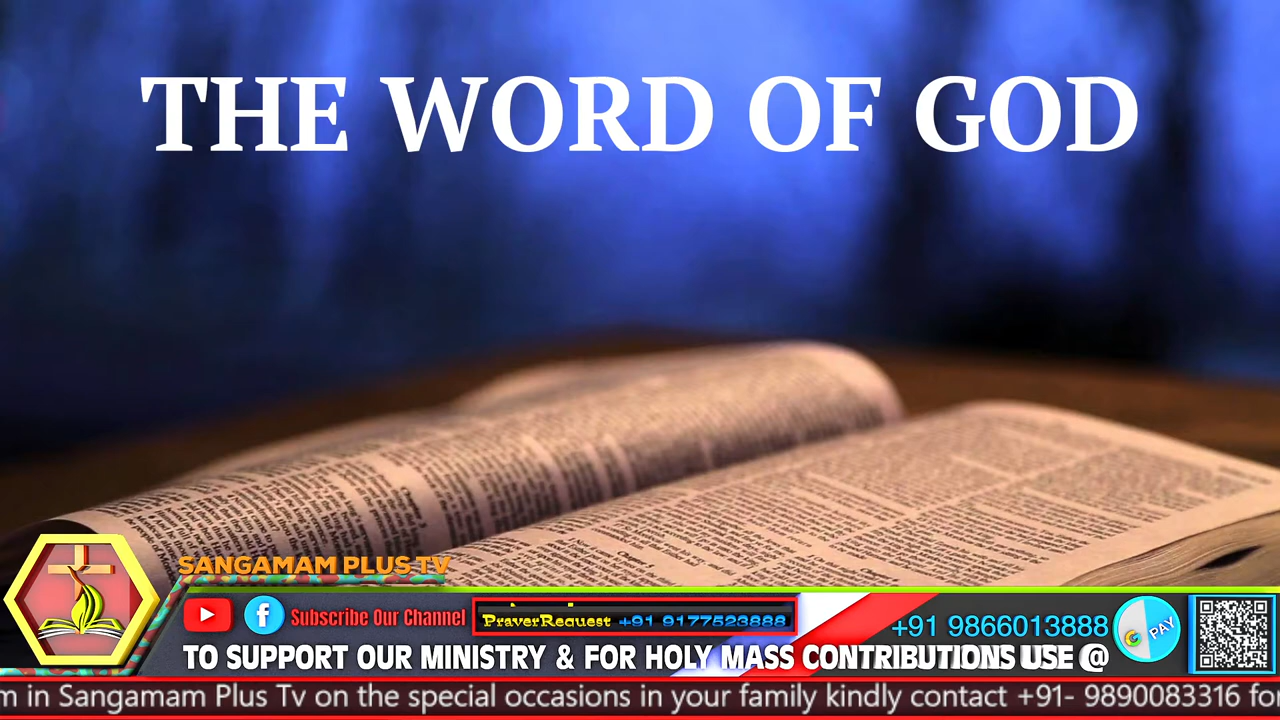 THE WORD OF GOD
SANGAMAM PLUS TV
Subscribe Our Channel
PraverRequest +91 9177523888
+91 9866013888
G PAY
TO SUPPORT OUR MINISTRY & FOR HOLY MASS CONTRIBUTIONS USE @
m in Sangamam Plus Tv on the special occasions in your family kindly contact +91- 9890083316 for